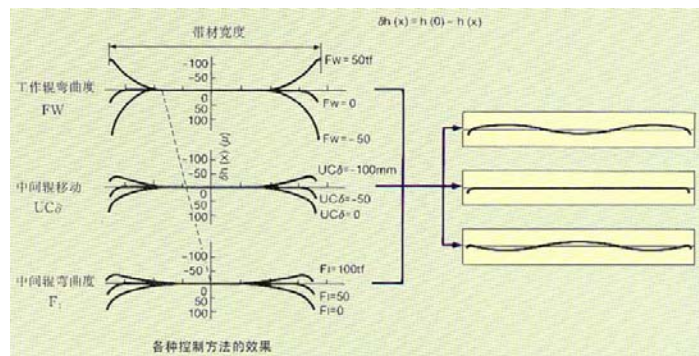 带材宽度
δh (x) = h (0) – h (x)
-100
-50
0
50
100
Fw = 50tf
Fw = 0
Fw = - 50
工作辊弯曲度
FW
δh (x) (μ)
-100
-50
0
50
100
UCδ= -100mm
UCδ= -50
UCδ= 0
中间辊移动
UCδ
-100
-50
0
50
100
FI = 100tf
FI = 50
FI = 0
中间辊弯曲度
FI
各种控制方法的效果